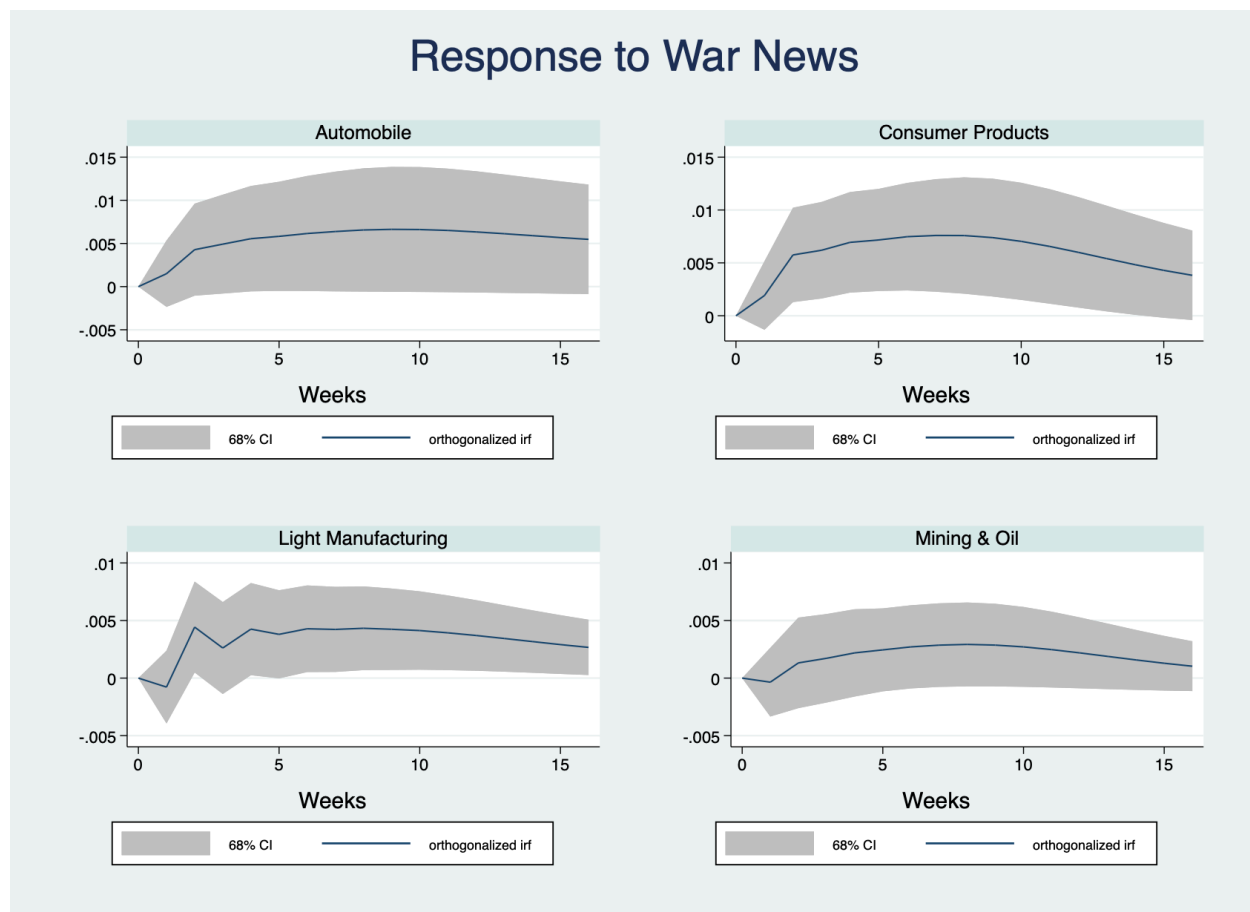 Response to War News
Automobile
.015
.01
.005
0
-.005
0 5 10 15
Weeks
68% CI orthogonalized irf
Consumer Products
.015
.01
.005
0
0 5 10 15
Weeks
68% CI orthogonalized irf
Light Manufacturing
.01
.005
0
-.005
0 5 10 15
Weeks
68% CI orthogonalized irf
Mining & Oil
.01
.005
0
-.005
0 5 10 15
Weeks
68% CI orthogonalized irf